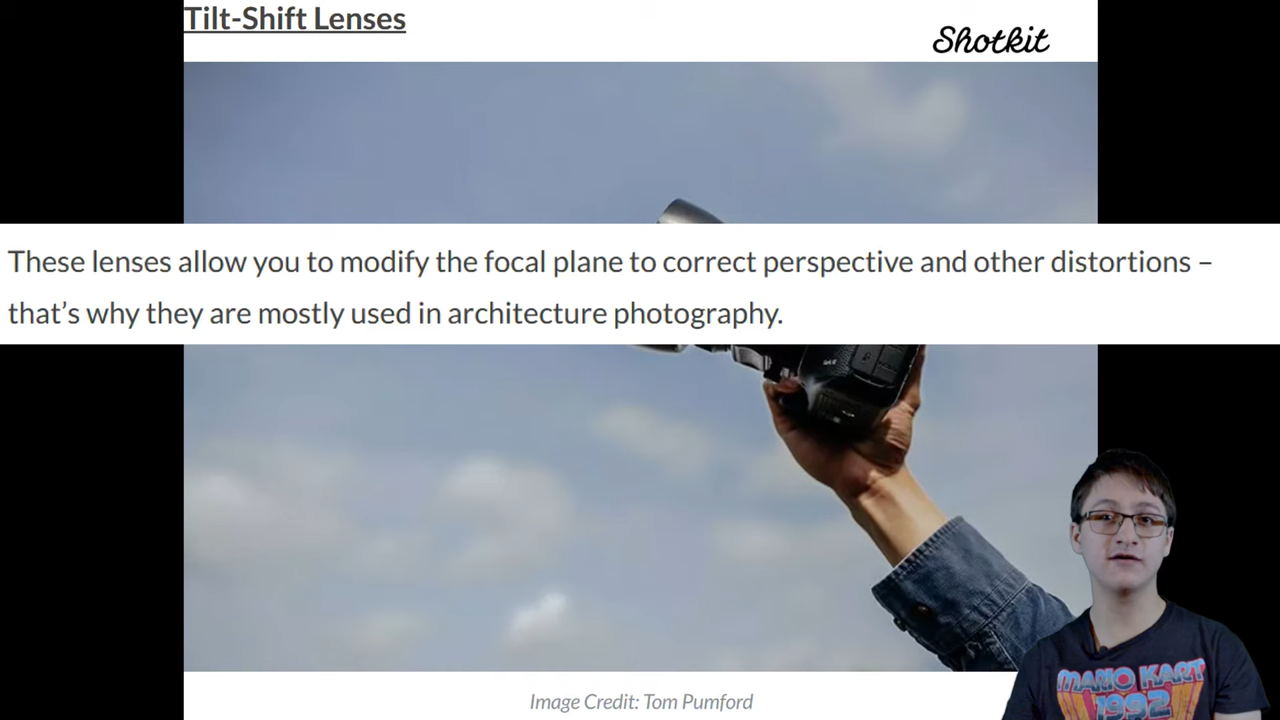 Tilt-Shift Lenses
Shotkit
These lenses allow you to modify the focal plane to correct perspective and other distortions –
that’s why they are mostly used in architecture photography.
Image Credit: Tom Pumford
MARIO KART
1992